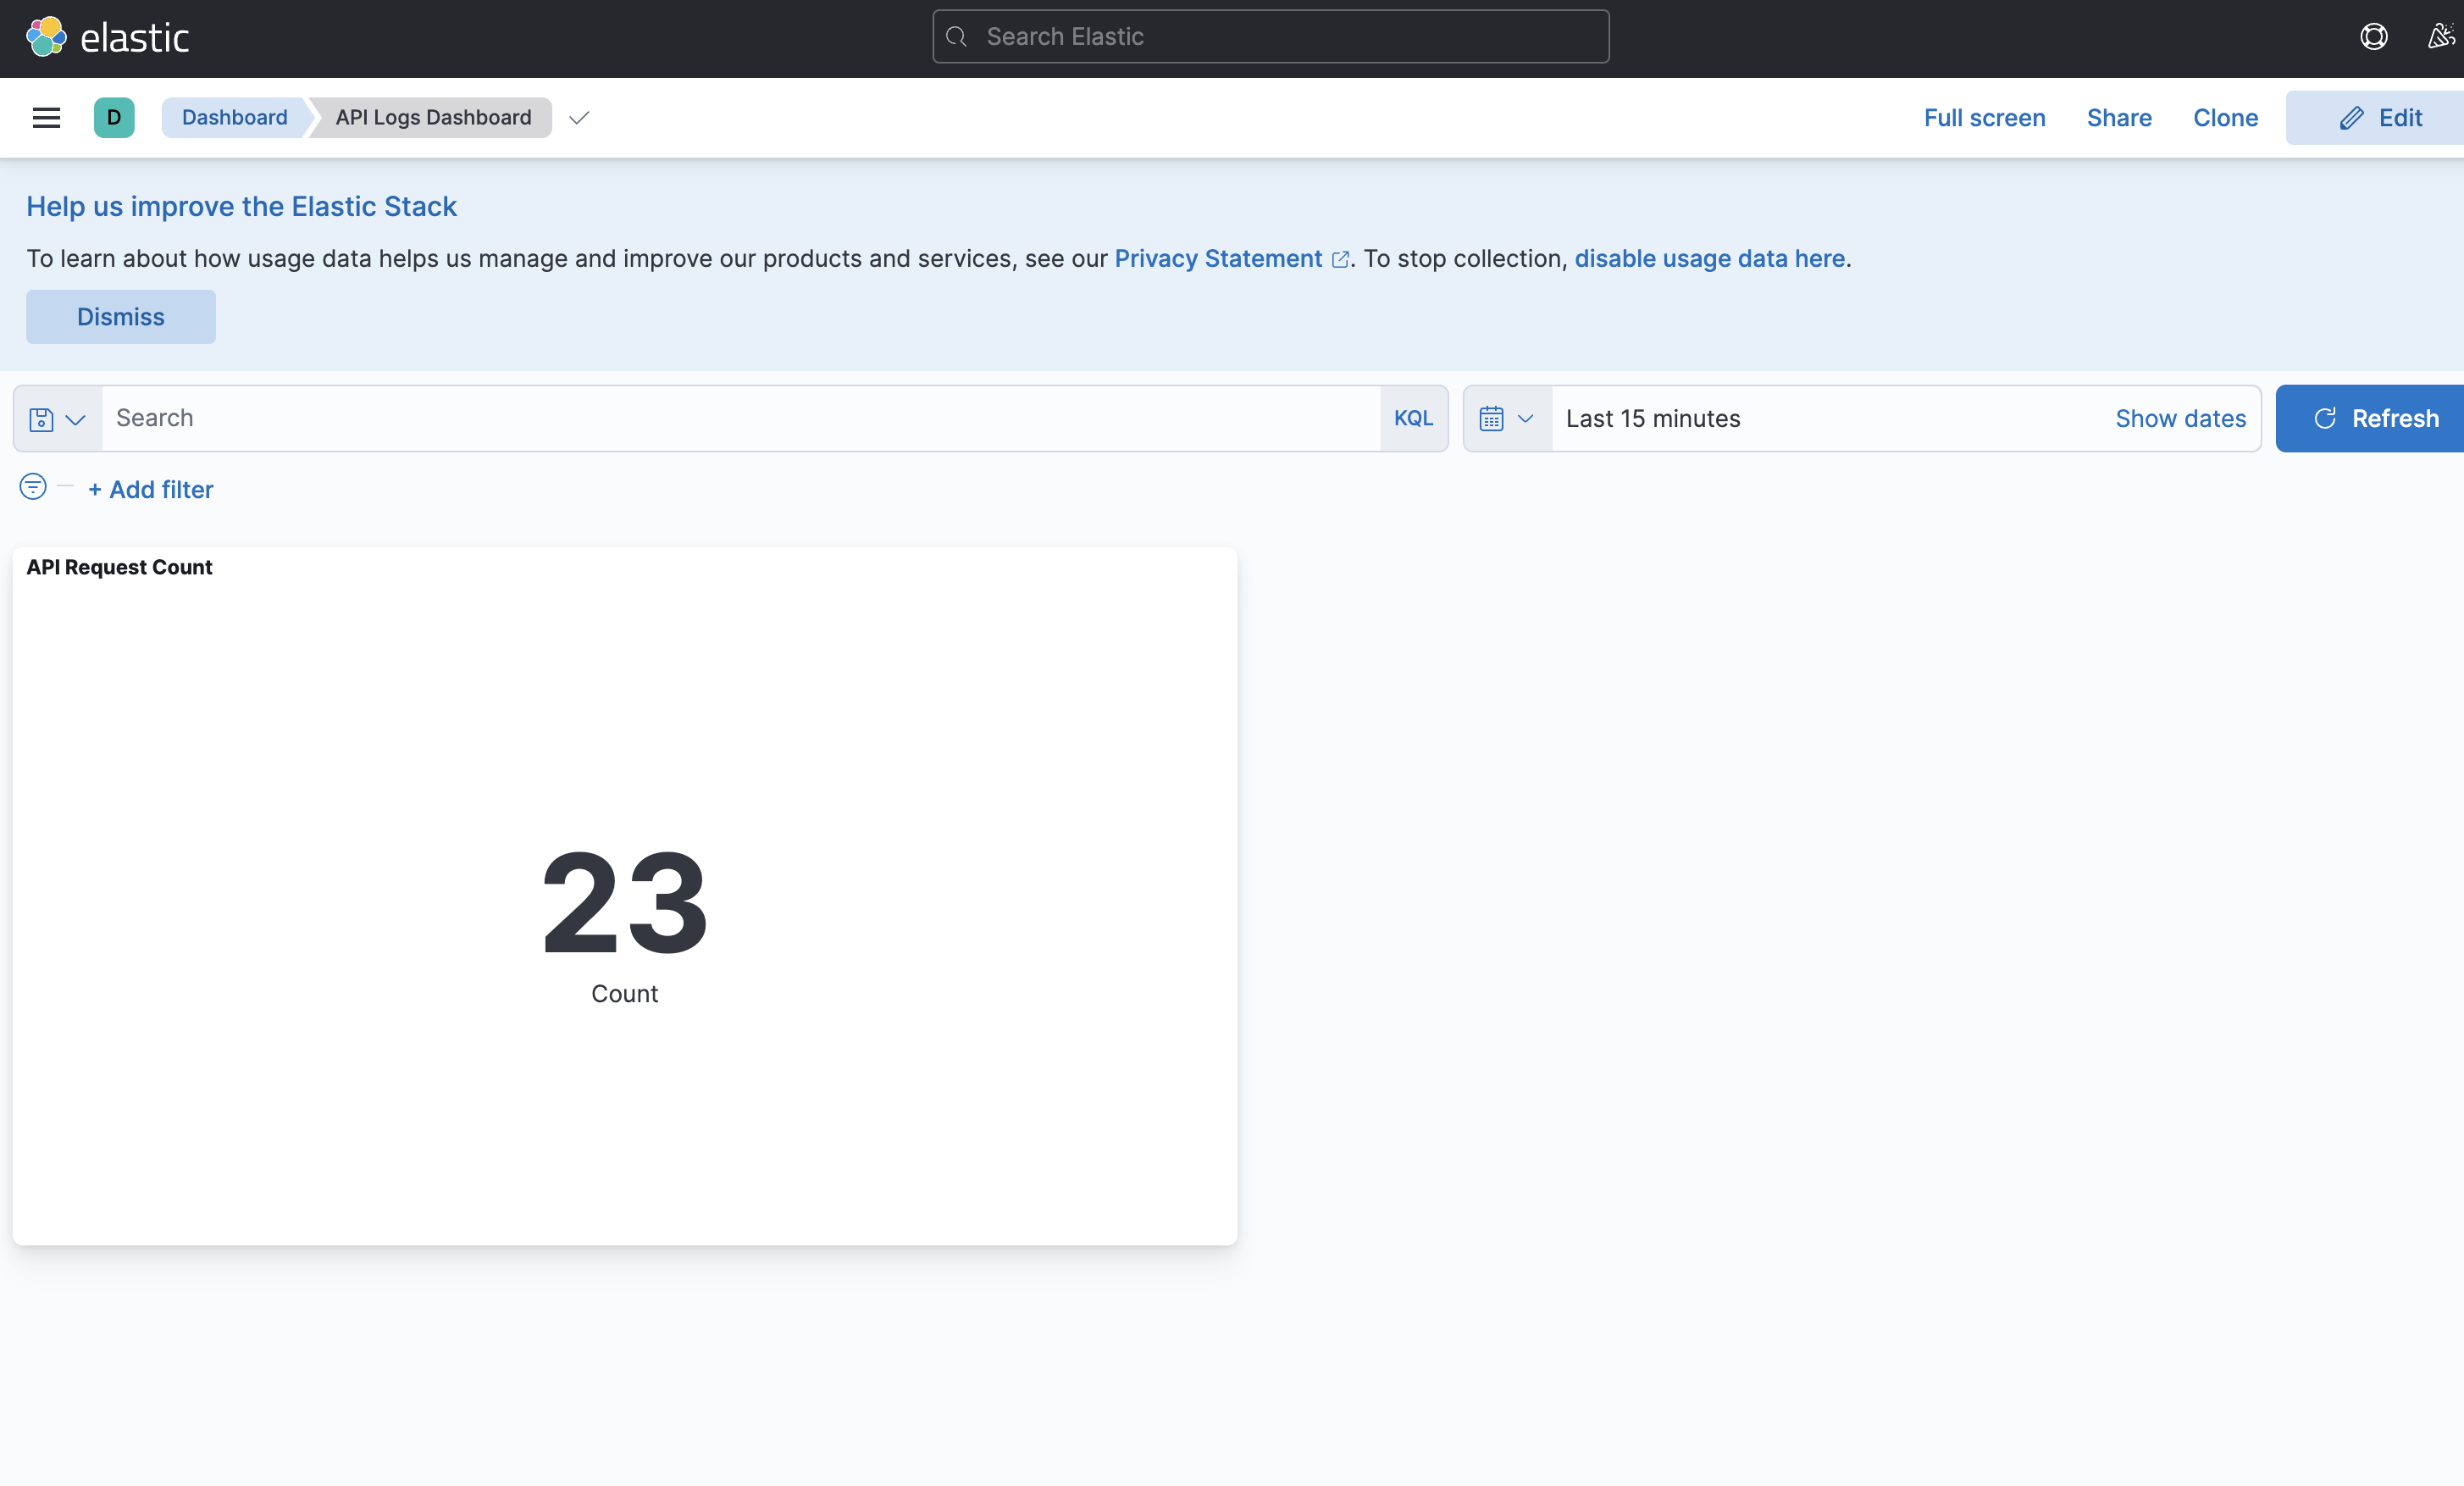 elastic
Search Elastic
D
Dashboard
API Logs Dashboard
Full screen
Share
Clone
Edit
Help us improve the Elastic Stack
To learn about how usage data helps us manage and improve our products and services, see our Privacy Statement. To stop collection, disable usage data here.
Dismiss
Search
KQL
Last 15 minutes
Show dates
Refresh
+ Add filter
API Request Count
23
Count